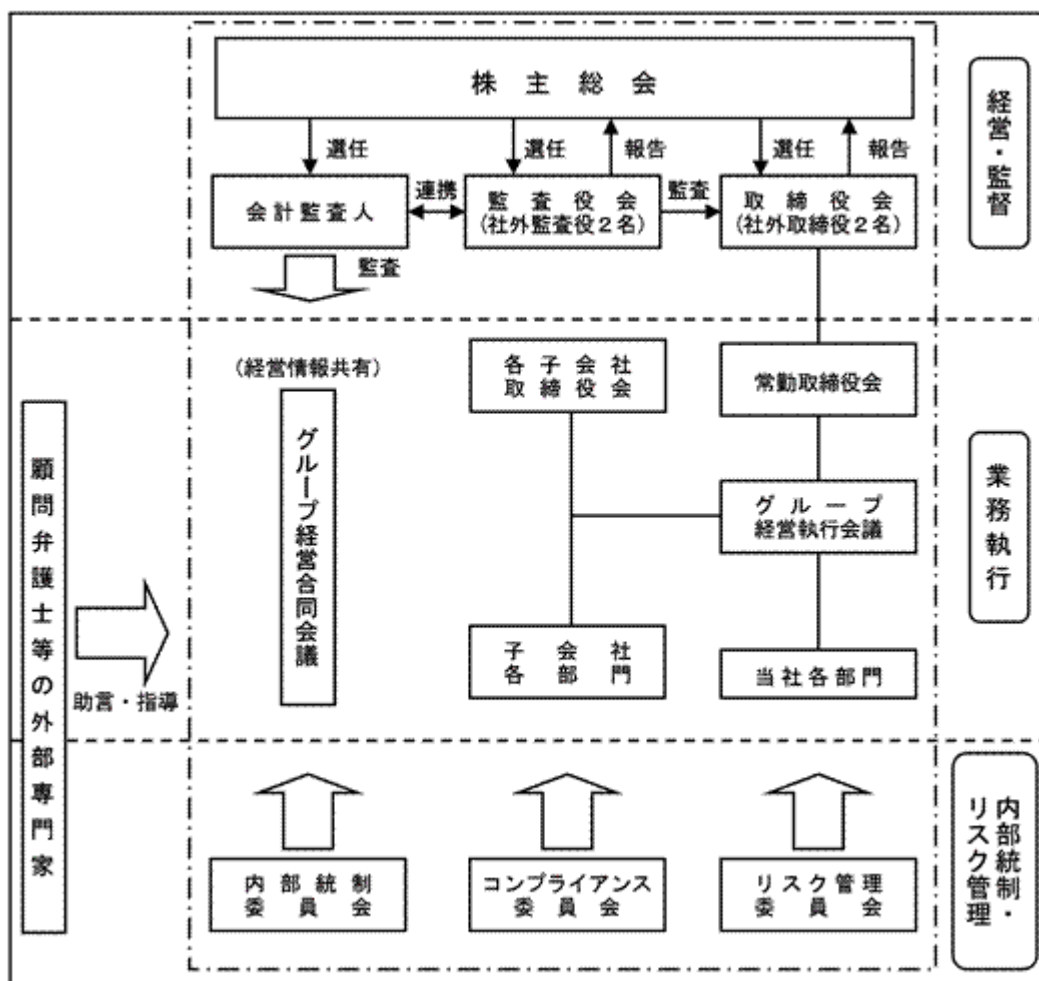 株主総会
選任
選任
報告
選任
報告
会計監査人
連携
監査役会
(社外監査役2名)
監査
取締役会
(社外取締役2名)
監査
経営・監督
(経営情報共有)
グループ経営合同会議
各子会社
取締役会
常勤取締役会
グループ
経営執行会議
子会社
各部門
当社各部門
業務執行
顧問弁護士等の外部専門家
助言・指導
内部統制
委員会
コンプライアンス
委員会
リスク管理
委員会
内部統制・
リスク管理